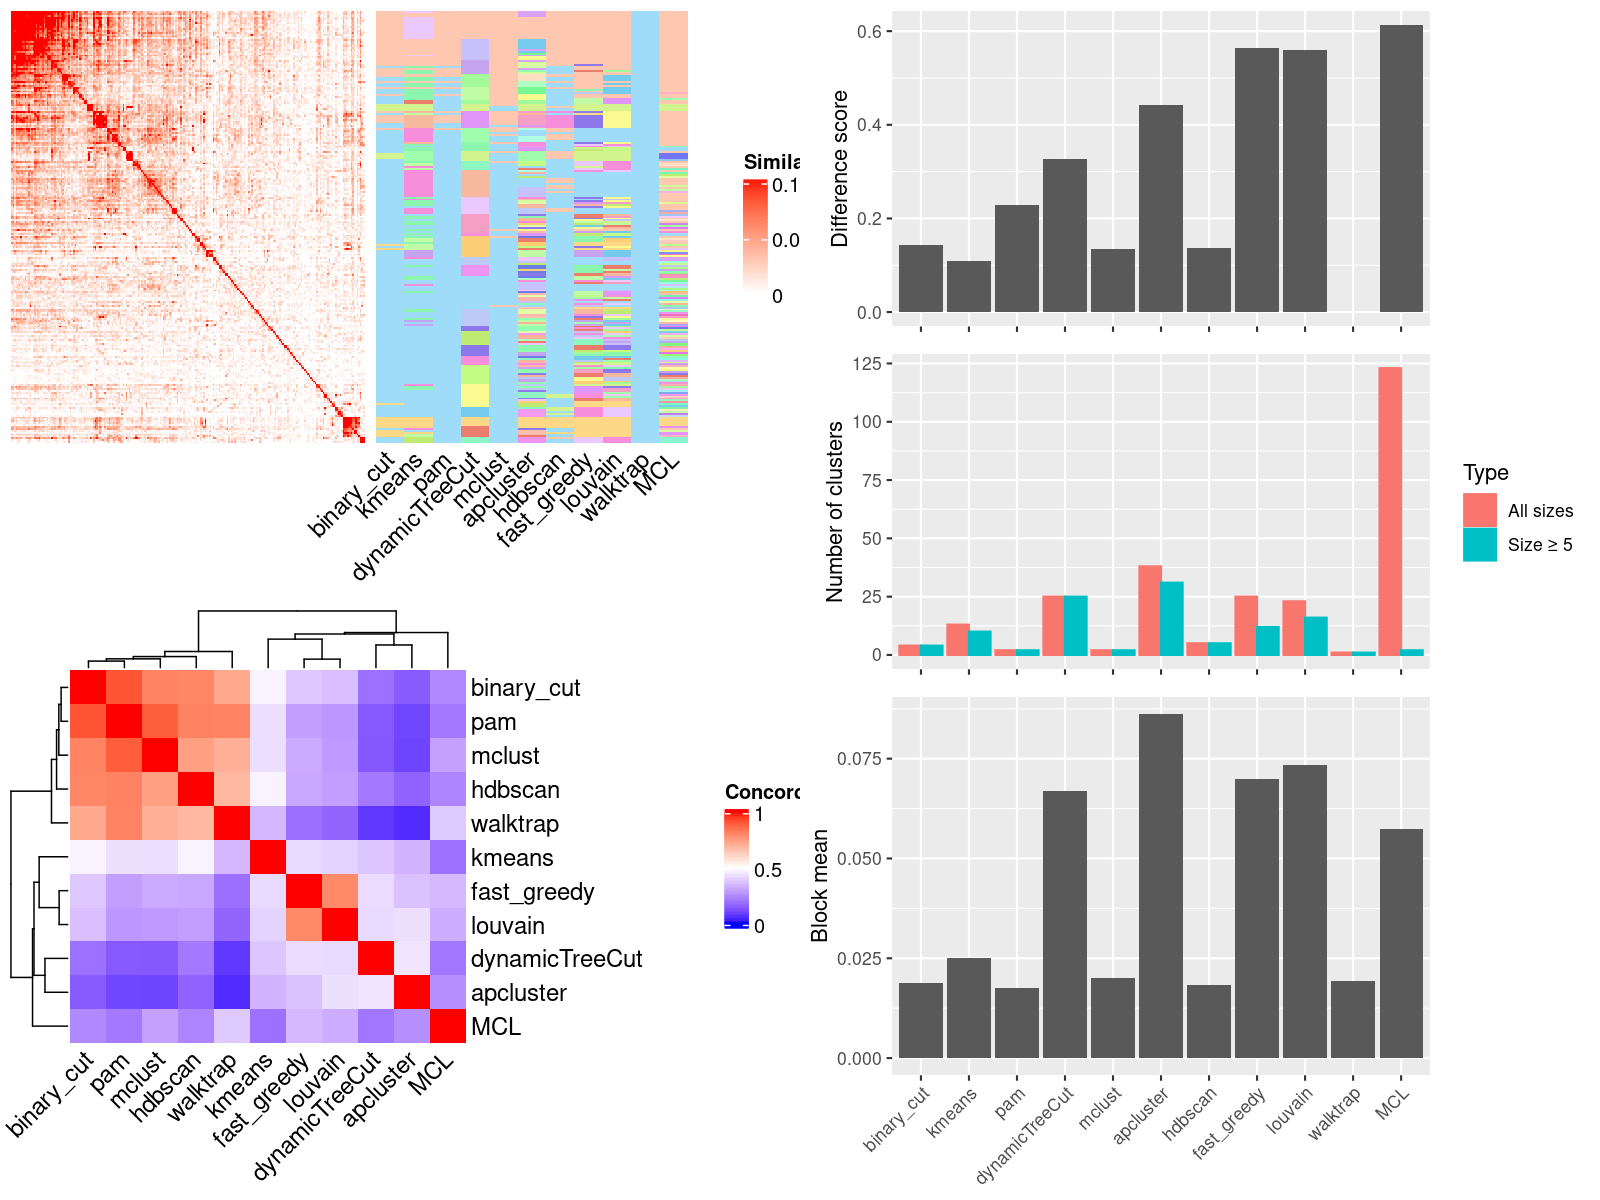 Simila
0.1
0.0
0
binary_cut
kmeans
pam
dynamicTreeCut
mclust
apcluster
hdbscan
fast_greedy
louvain
walktrap
MCL
binary_cut
pam
mclust
hdbscan
walktrap
kmeans
fast_greedy
louvain
dynamicTreeCut
apcluster
MCL
binary_cut
pam
mclust
hdbscan
walktrap
kmeans
fast_greedy
louvain
dynamicTreeCut
apcluster
MCL
Concord
1
0.5
0
Difference score
0.6
0.4
0.2
0.0
Number of clusters
125
100
75
50
25
0
Type
All sizes
Size ≥ 5
Block mean
0.075
0.050
0.025
0.000
binary_cut
kmeans
pam
dynamicTreeCut
mclust
apcluster
hdbscan
fast_greedy
louvain
walktrap
MCL